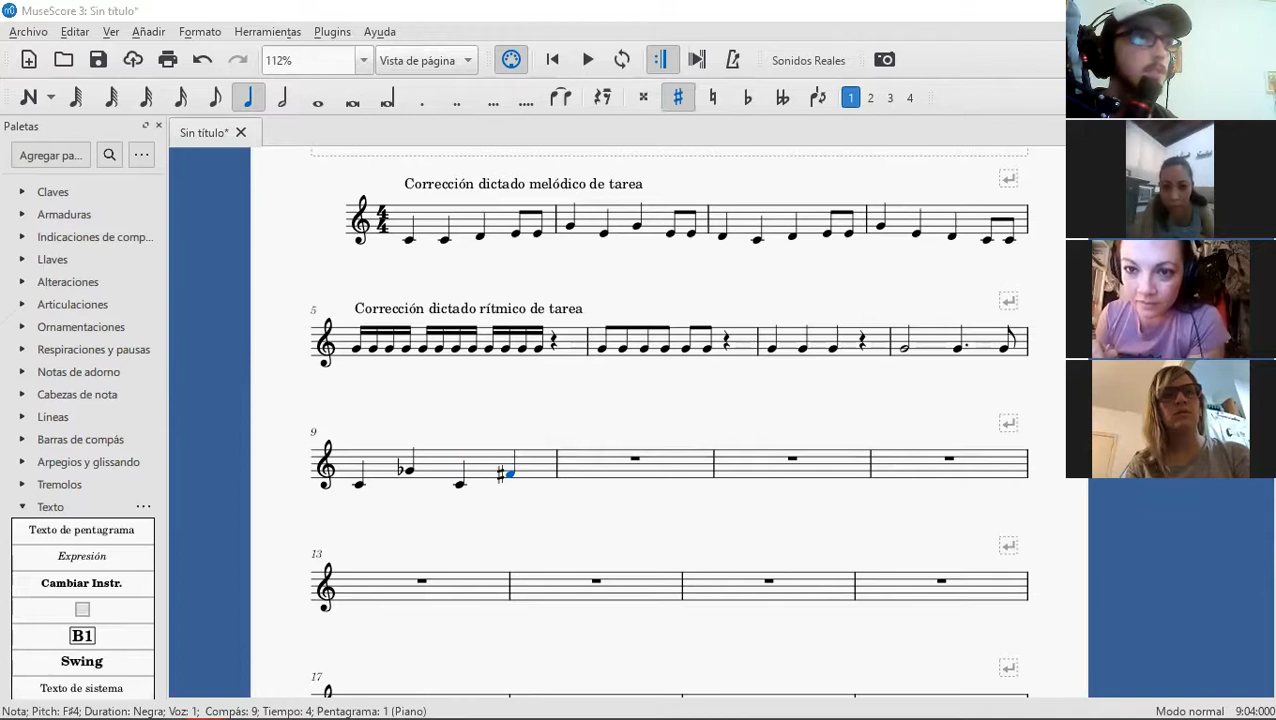 MuseScore 3: Sin título*
Archivo Editar Ver Añadir Formato Herramientas Plugins Ayuda
112% Vista de página Sonidos Reales
1 2 3 4
Paletas
Sin título*
Agregar pa...
Claves
Armaduras
Indicaciones de comp...
Llaves
Alteraciones
Articulaciones
Ornamentaciones
Respiraciones y pausas
Notas de adorno
Cabezas de nota
Líneas
Barras de compás
Arpegios y glissando
Tremolos
Texto
Texto de pentagrama
Expresión
Cambiar Instr.
B1
Swing
Texto de sistema
Corrección dictado melódico de tarea
4
4
5
Corrección dictado rítmico de tarea
9
13
17
Nota; Pitch: F♯4; Duration: Negra; Voz: 1; Compás: 9; Tiempo: 4; Pentagrama: 1 (Piano)
Modo normal 9:04:000